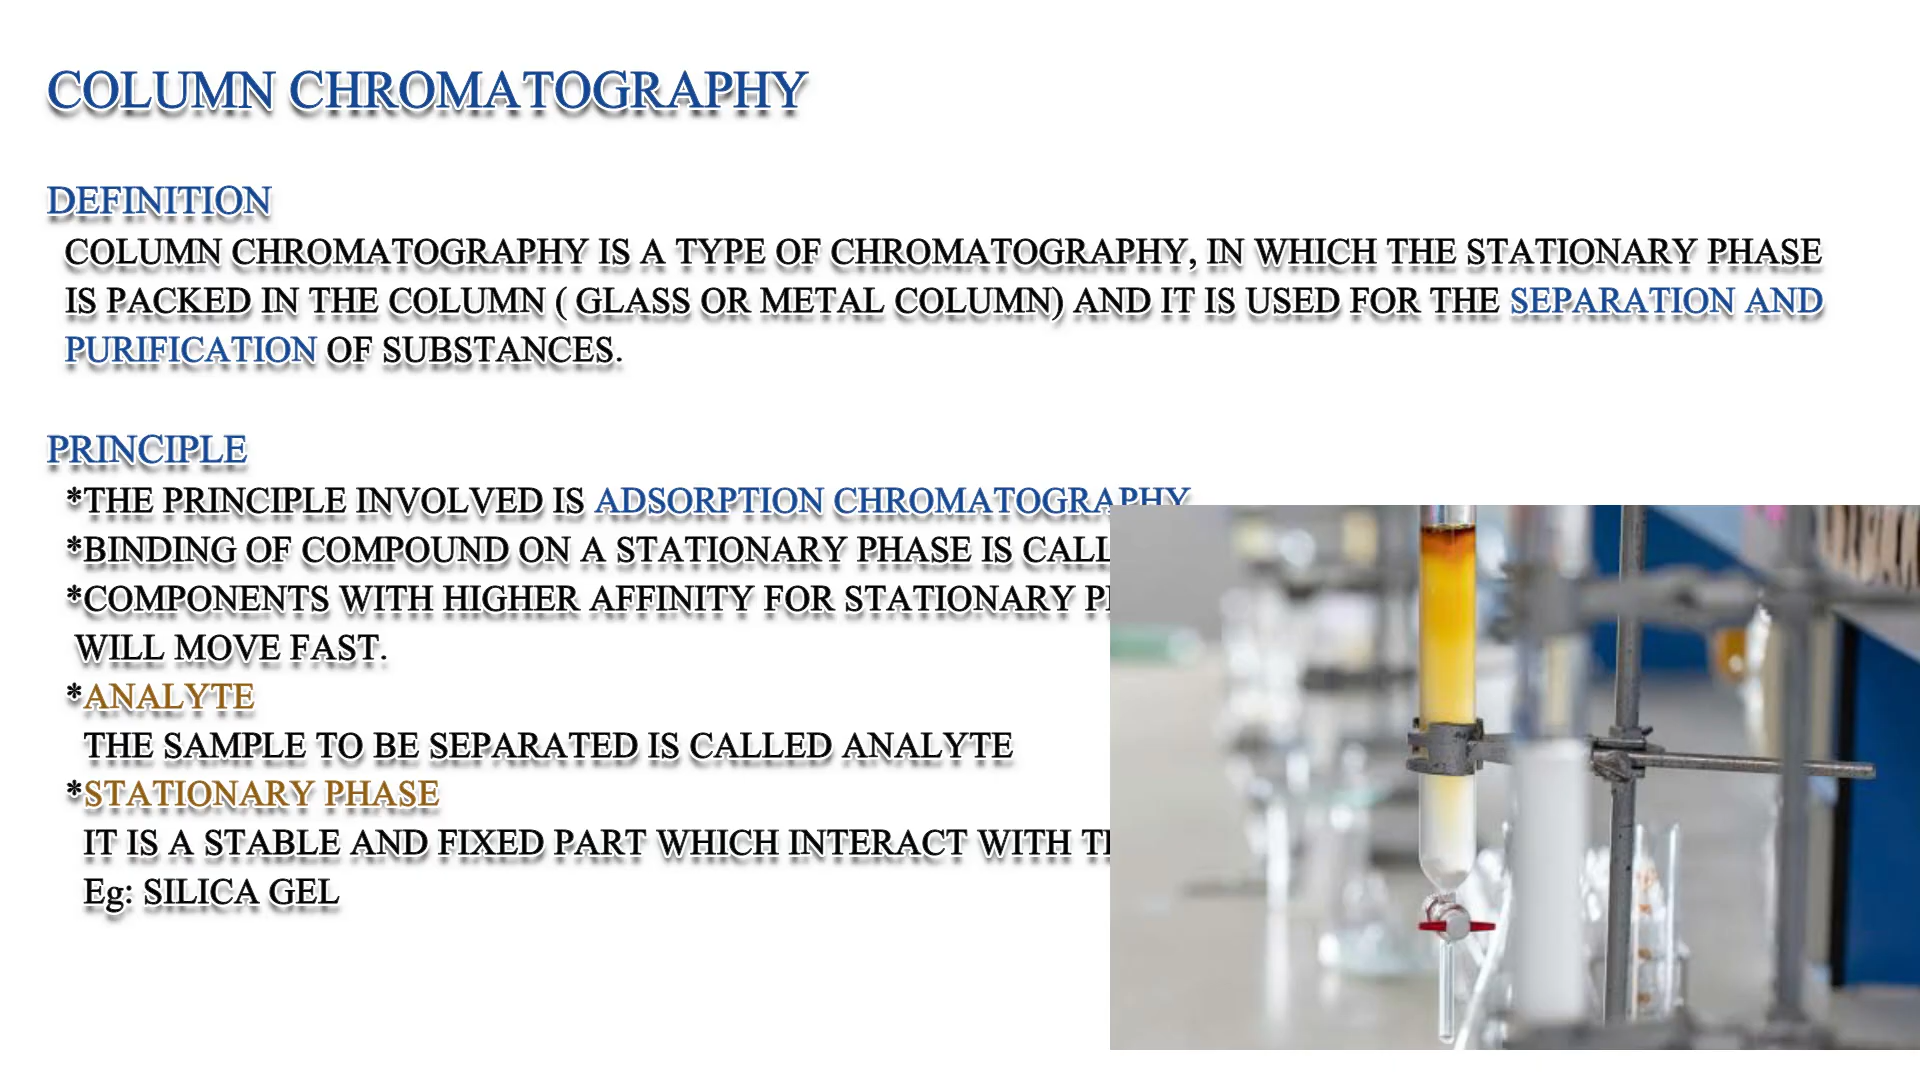 COLUMN CHROMATOGRAPHY
DEFINITION
COLUMN CHROMATOGRAPHY IS A TYPE OF CHROMATOGRAPHY, IN WHICH THE STATIONARY PHASE
IS PACKED IN THE COLUMN ( GLASS OR METAL COLUMN) AND IT IS USED FOR THE SEPARATION AND
PURIFICATION OF SUBSTANCES.
PRINCIPLE
*THE PRINCIPLE INVOLVED IS ADSORPTION CHROMATOGRAPHY
*BINDING OF COMPOUND ON A STATIONARY PHASE IS
*COMPONENTS WITH HIGHER AFFINITY FOR STATIONARY
WILL MOVE FAST.
*ANALYTE
THE SAMPLE TO BE SEPARATED IS CALLED ANALYTE
*STATIONARY PHASE
IT IS A STABLE AND FIXED PART WHICH INTERACT WITH
Eg: SILICA GEL